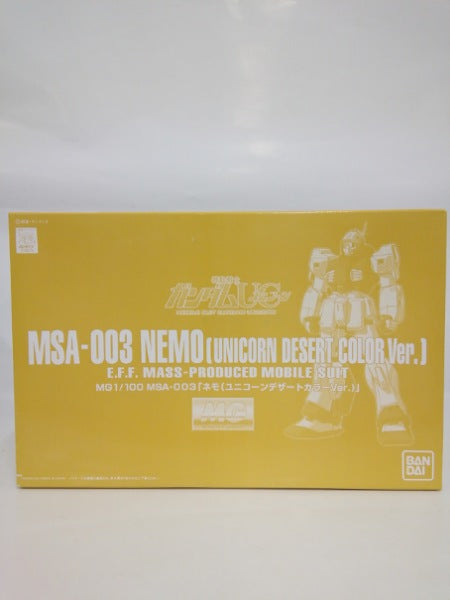 機動戦士
ガンダムUC
MSA-003 NEMO(UNICORN DESERT COLOR Ver.)
E.F.F. MASS-PRODUCED MOBILE SUIT
MG1/100 MSA-003「ネモ(ユニコーンデザートカラーVer.)」
MG
BAN
DAI